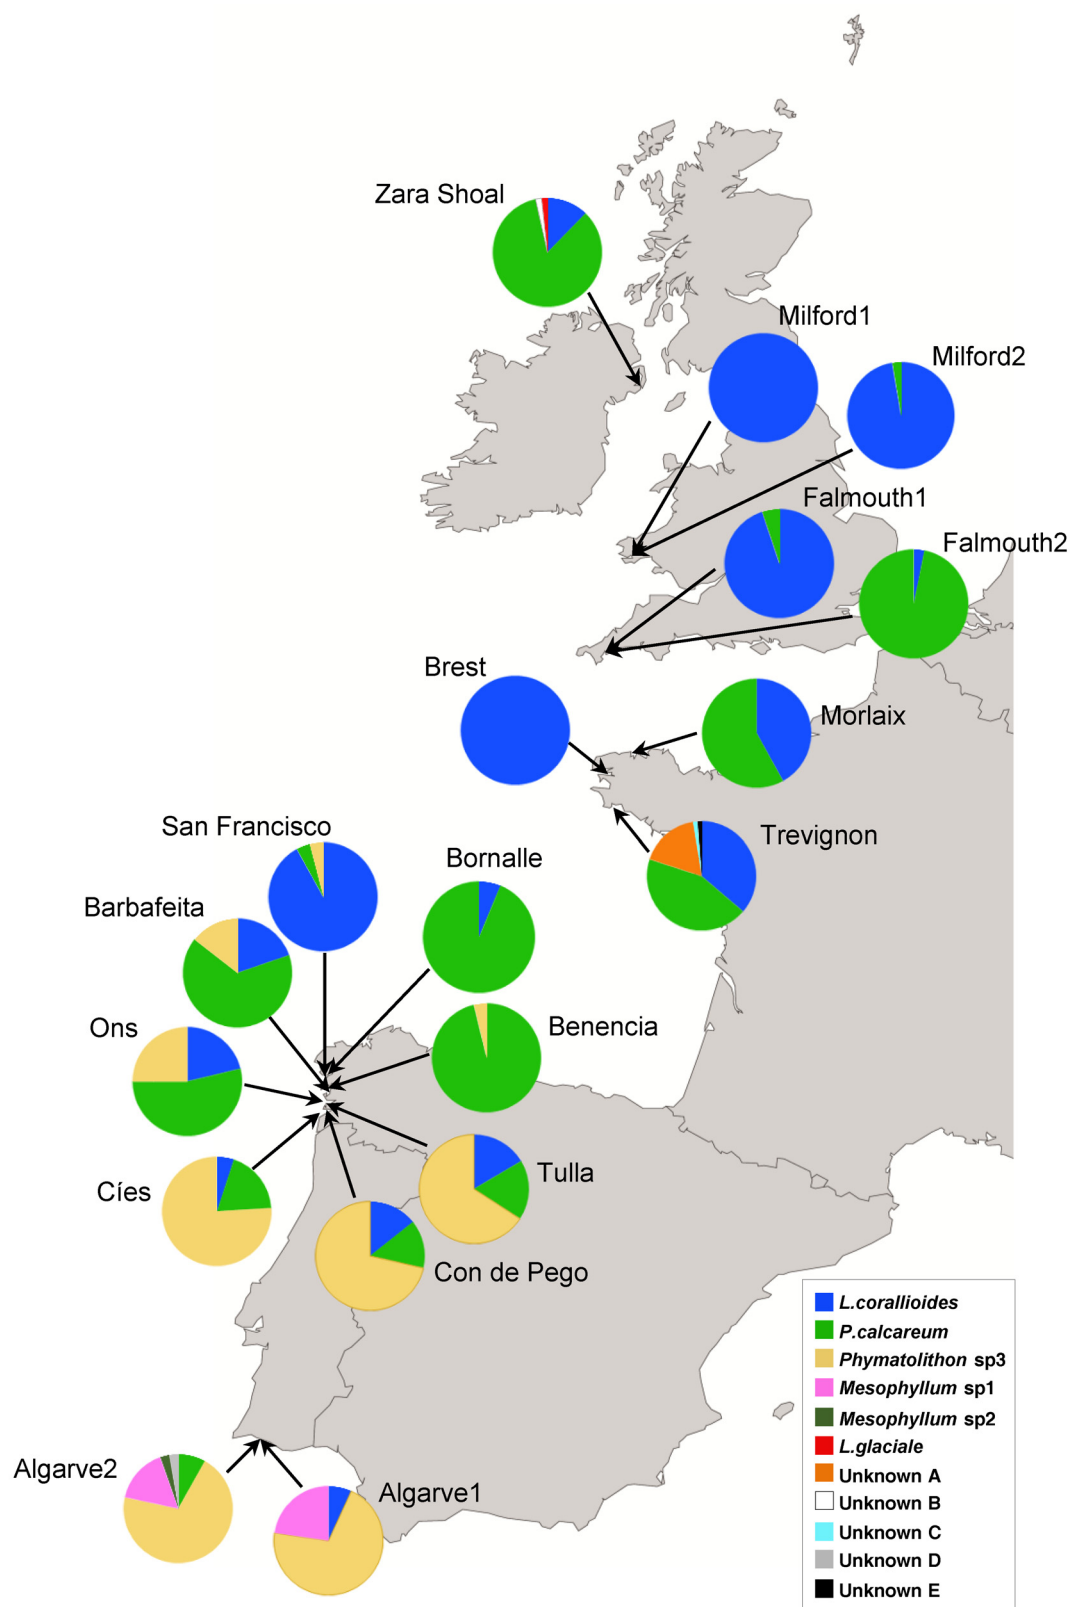 Zara Shoal
Milford1
Milford2
Falmouth1
Falmouth2
Brest
Morlaix
San Francisco
Trevignon
Bornalle
Barbafeita
Ons
Benencia
Cíes
Tulla
Con de Pego
L.corallioides
P.calcareum
Phymatolithon sp3
Mesophyllum sp1
Mesophyllum sp2
L.glaciale
Unknown A
Unknown B
Unknown C
Unknown D
Unknown E
Algarve2
Algarve1